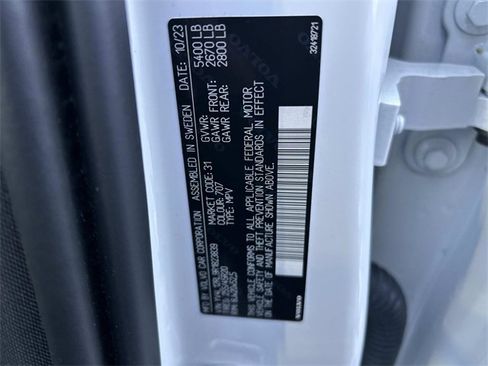 MFD BY VOLVO CAR CORPORATION ASSEMBLED IN SWEDEN DATE: 10/23
GVWR: 5400 LB
MARKET CODE: 31 GAWR FRONT: 2670 LB
COLOUR: 707 GAWR REAR: 2800 LB
TYPE: MPV
THIS VEHICLE CONFORMS TO ALL APPLICABLE FEDERAL MOTOR
VEHICLE SAFETY AND THEFT PREVENTION STANDARDS IN EFFECT
ON THE DATE OF MANUFACTURE SHOWN ABOVE.
VOLVO
32418721